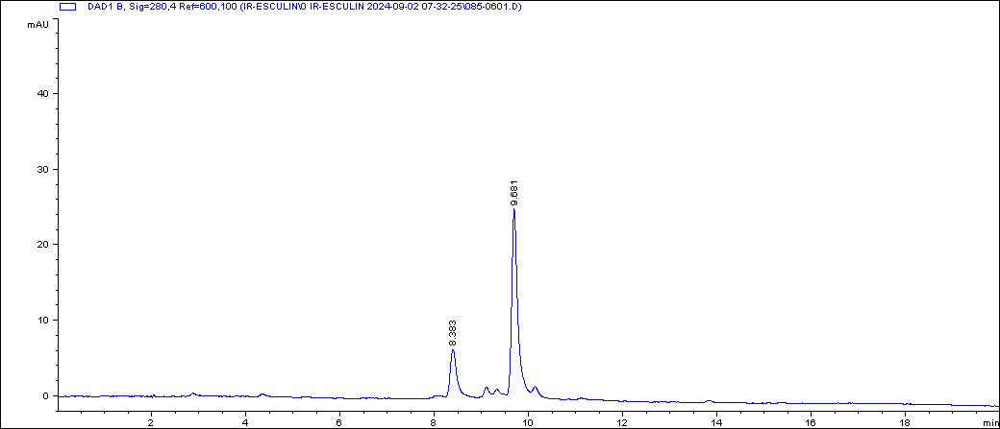 DAD1 B, Sig=280,4 Ref=600,100 (IR-ESCULIN\0 IR-ESCULIN 2024-09-02 07-32-25\085-0601.D)
mAU
40
30
20
10
0
8.383
9.681
2 4 6 8 10 12 14 16 18 min